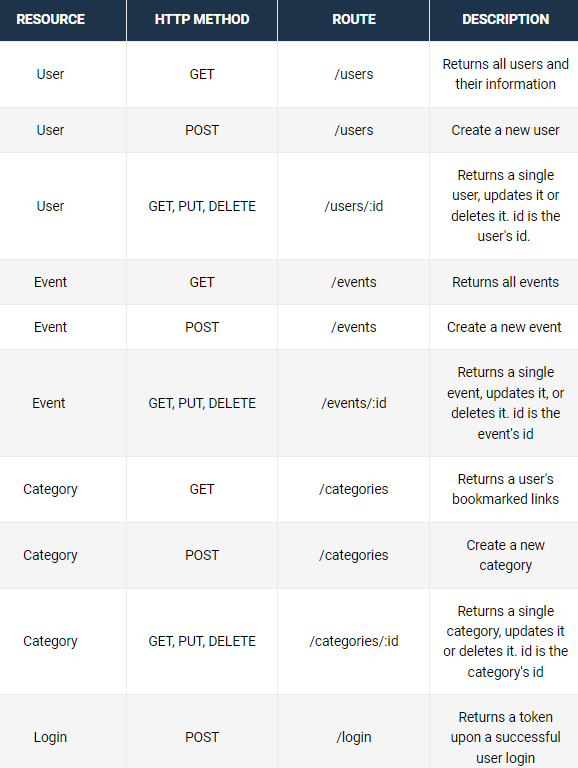 RESOURCE HTTP METHOD ROUTE DESCRIPTION
User GET /users Returns all users and
their information
User POST /users Create a new user
User GET, PUT, DELETE /users/:id Returns a single
user, updates it or
deletes it. id is the
user's id.
Event GET /events Returns all events
Event POST /events Create a new event
Event GET, PUT, DELETE /events/:id Returns a single
event, updates it, or
deletes it. id is the
event's id
Category GET /categories Returns a user's
bookmarked links
Category POST /categories Create a new
category
Category GET, PUT, DELETE /categories/:id Returns a single
category, updates it
or deletes it. id is the
category's id
Login POST /login Returns a token
upon a successful
user login